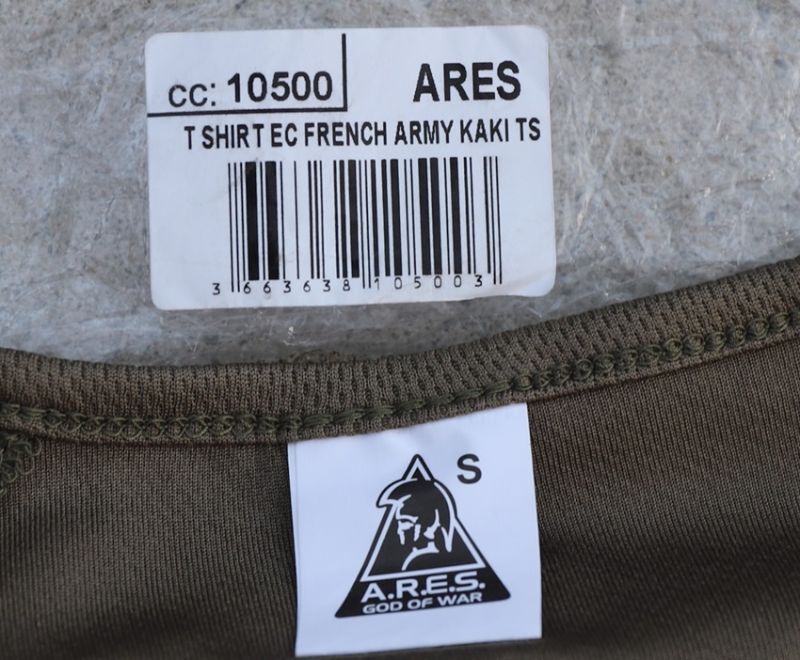 cc: 10500
ARES
T SHIRT EC FRENCH ARMY KAKI TS
3 663638 105003
S
A.R.E.S.
GOD OF WAR